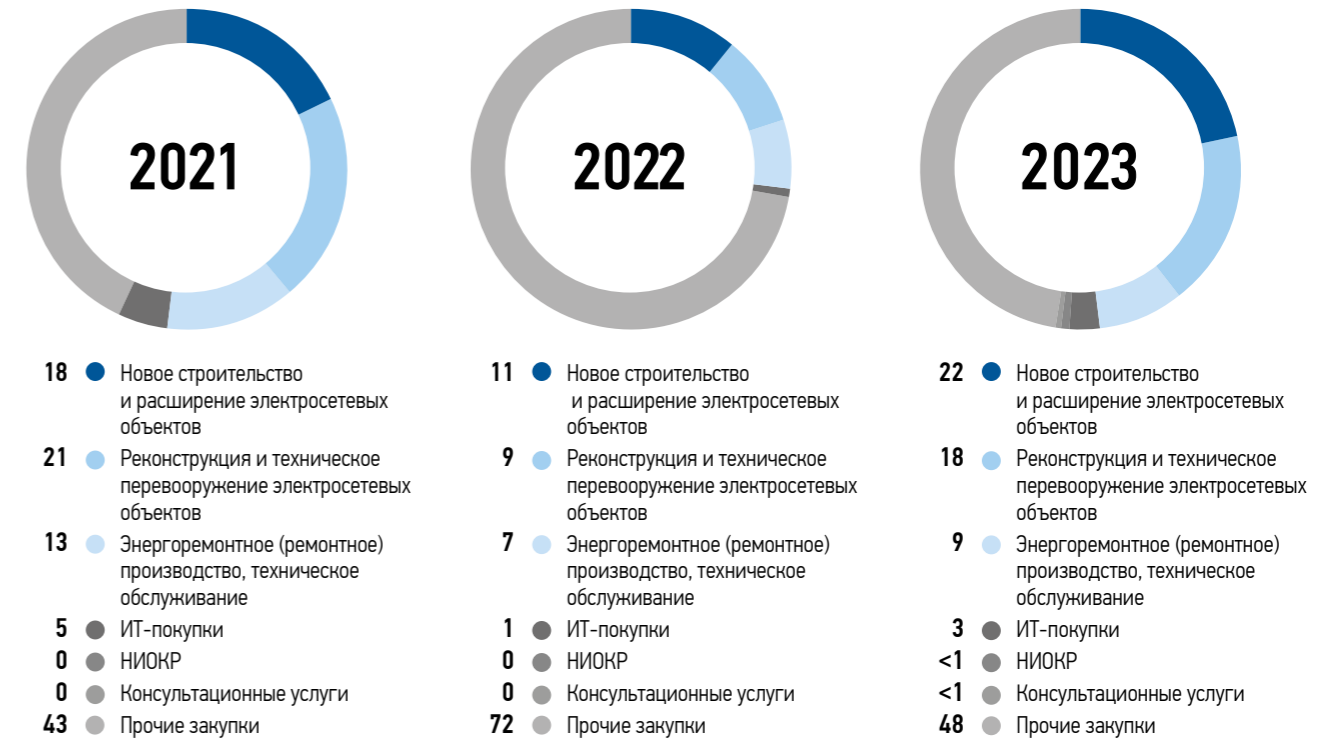 2021
18 Новое строительство
и расширение электросетевых
объектов
21 Реконструкция и техническое
перевооружение электросетевых
объектов
13 Энергоремонтное (ремонтное)
производство, техническое
обслуживание
5 ИТ-покупки
0 НИОКР
0 Консультационные услуги
43 Прочие закупки
2022
11 Новое строительство
и расширение электросетевых
объектов
9 Реконструкция и техническое
перевооружение электросетевых
объектов
7 Энергоремонтное (ремонтное)
производство, техническое
обслуживание
1 ИТ-покупки
0 НИОКР
0 Консультационные услуги
72 Прочие закупки
2023
22 Новое строительство
и расширение электросетевых
объектов
18 Реконструкция и техническое
перевооружение электросетевых
объектов
9 Энергоремонтное (ремонтное)
производство, техническое
обслуживание
3 ИТ-покупки
<1 НИОКР
<1 Консультационные услуги
48 Прочие закупки